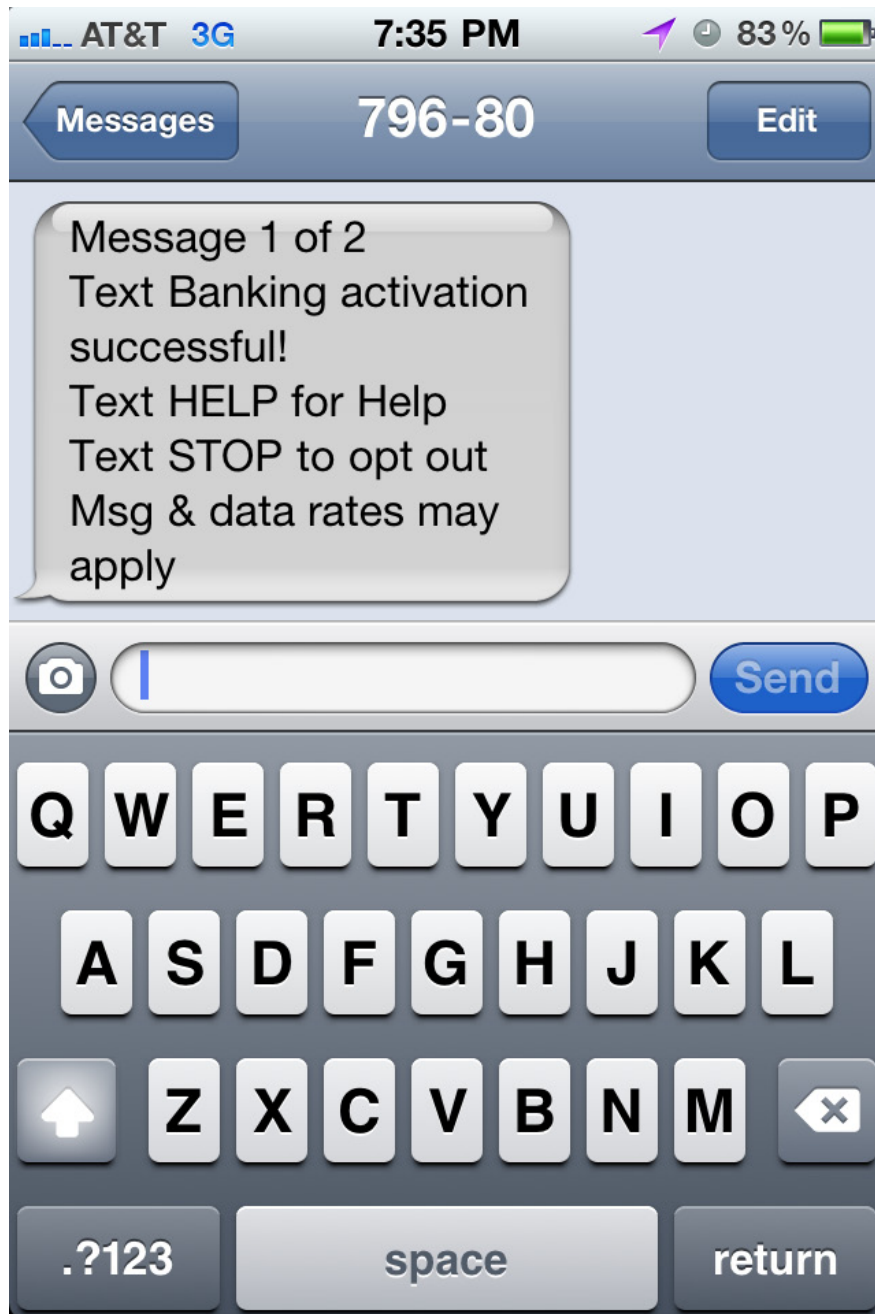 AT&T 3G 7:35 PM 83%
Messages 796-80 Edit
Message 1 of 2
Text Banking activation
successful!
Text HELP for Help
Text STOP to opt out
Msg & data rates may
apply
Send
Q W E R T Y U I O P
A S D F G H J K L
Z X C V B N M
.?123 space return